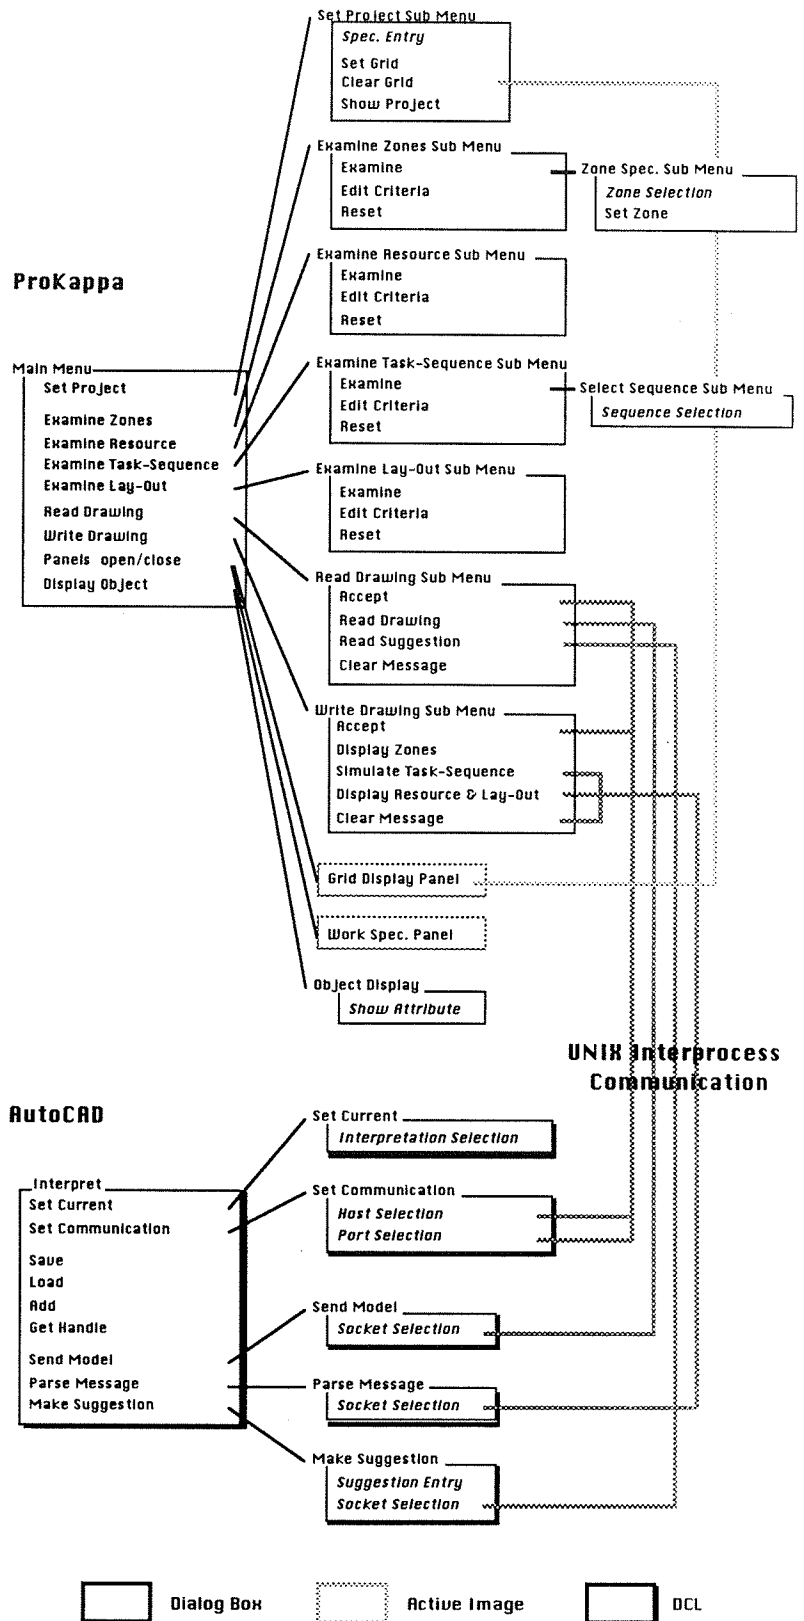 Set Project Sub Menu
Spec. Entry
Set Grid
Clear Grid
Show Project
Examine Zones Sub Menu
Examine
Edit Criteria
Reset
Zone Spec. Sub Menu
Zone Selection
Set Zone
ProKappa
Examine Resource Sub Menu
Examine
Edit Criteria
Reset
Main Menu
Set Project
Examine Zones
Examine Resource
Examine Task-Sequence
Examine Lay-Out
Read Drawing
Write Drawing
Panels open/close
Display Object
Examine Task-Sequence Sub Menu
Examine
Edit Criteria
Reset
Select Sequence Sub Menu
Sequence Selection
Examine Lay-Out Sub Menu
Examine
Edit Criteria
Reset
Read Drawing Sub Menu
Accept
Read Drawing
Read Suggestion
Clear Message
Write Drawing Sub Menu
Accept
Display Zones
Simulate Task-Sequence
Display Resource & Lay-Out
Clear Message
Grid Display Panel
Work Spec. Panel
Object Display
Show Attribute
UNIX Interprocess
Communication
AutoCAD
Interpret
Set Current
Set Communication
Save
Load
Add
Get Handle
Send Model
Parse Message
Make Suggestion
Set Current
Interpretation Selection
Set Communication
Host Selection
Port Selection
Send Model
Socket Selection
Parse Message
Socket Selection
Make Suggestion
Suggestion Entry
Socket Selection
Dialog Box
Active Image
DCL